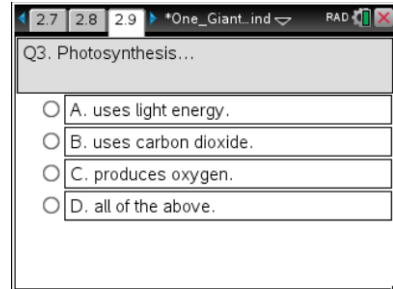 2.7 2.8 2.9 *One_Giant…ind RAD
Q3. Photosynthesis…
A. uses light energy.
B. uses carbon dioxide.
C. produces oxygen.
D. all of the above.